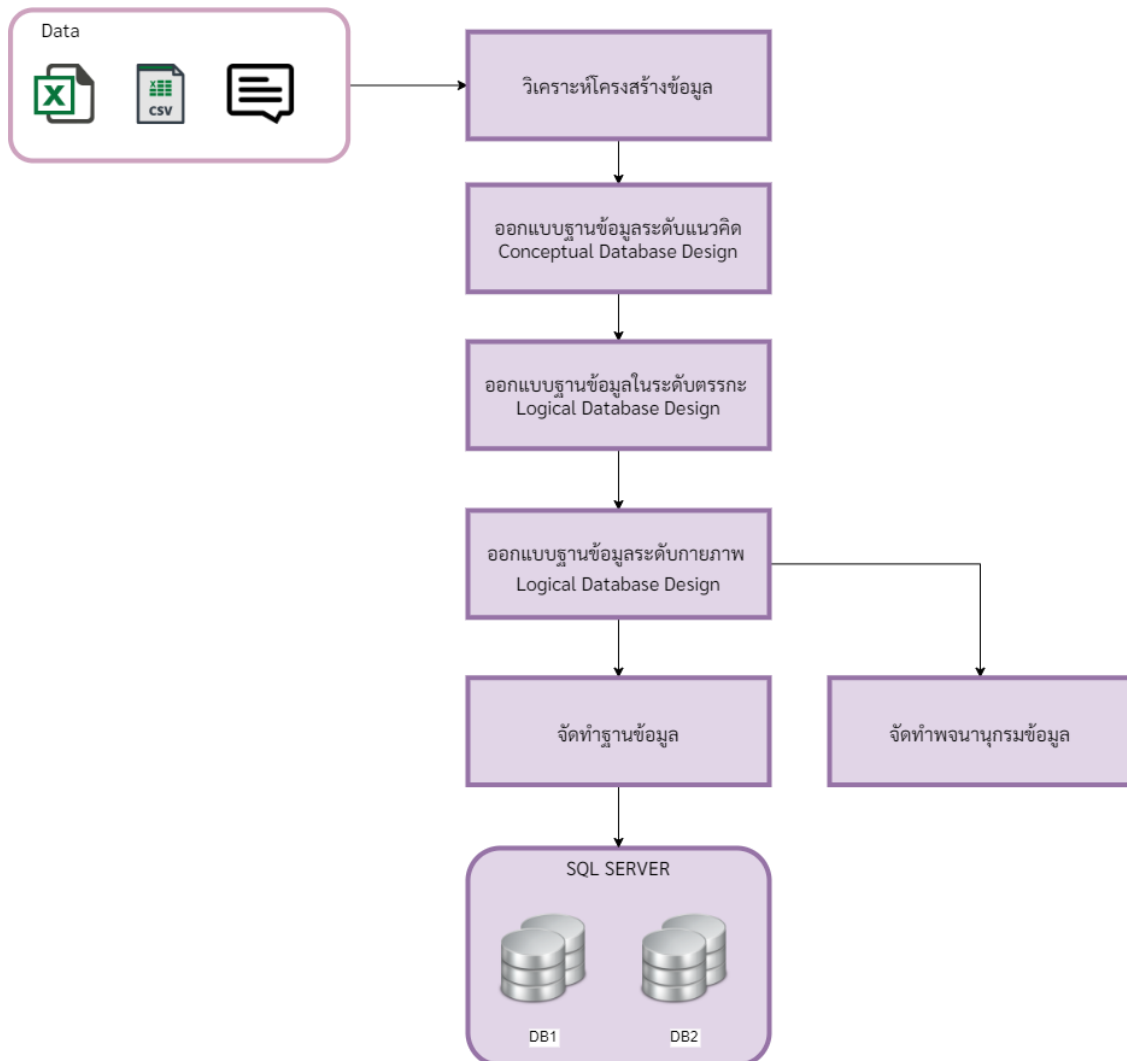 Data
CSV
วิเคราะห์โครงสร้างข้อมูล
ออกแบบฐานข้อมูลระดับแนวคิด
Conceptual Database Design
ออกแบบฐานข้อมูลในระดับตรรกะ
Logical Database Design
ออกแบบฐานข้อมูลระดับกายภาพ
Logical Database Design
จัดทำฐานข้อมูล
จัดทำพจนานุกรมข้อมูล
SQL SERVER
DB1
DB2